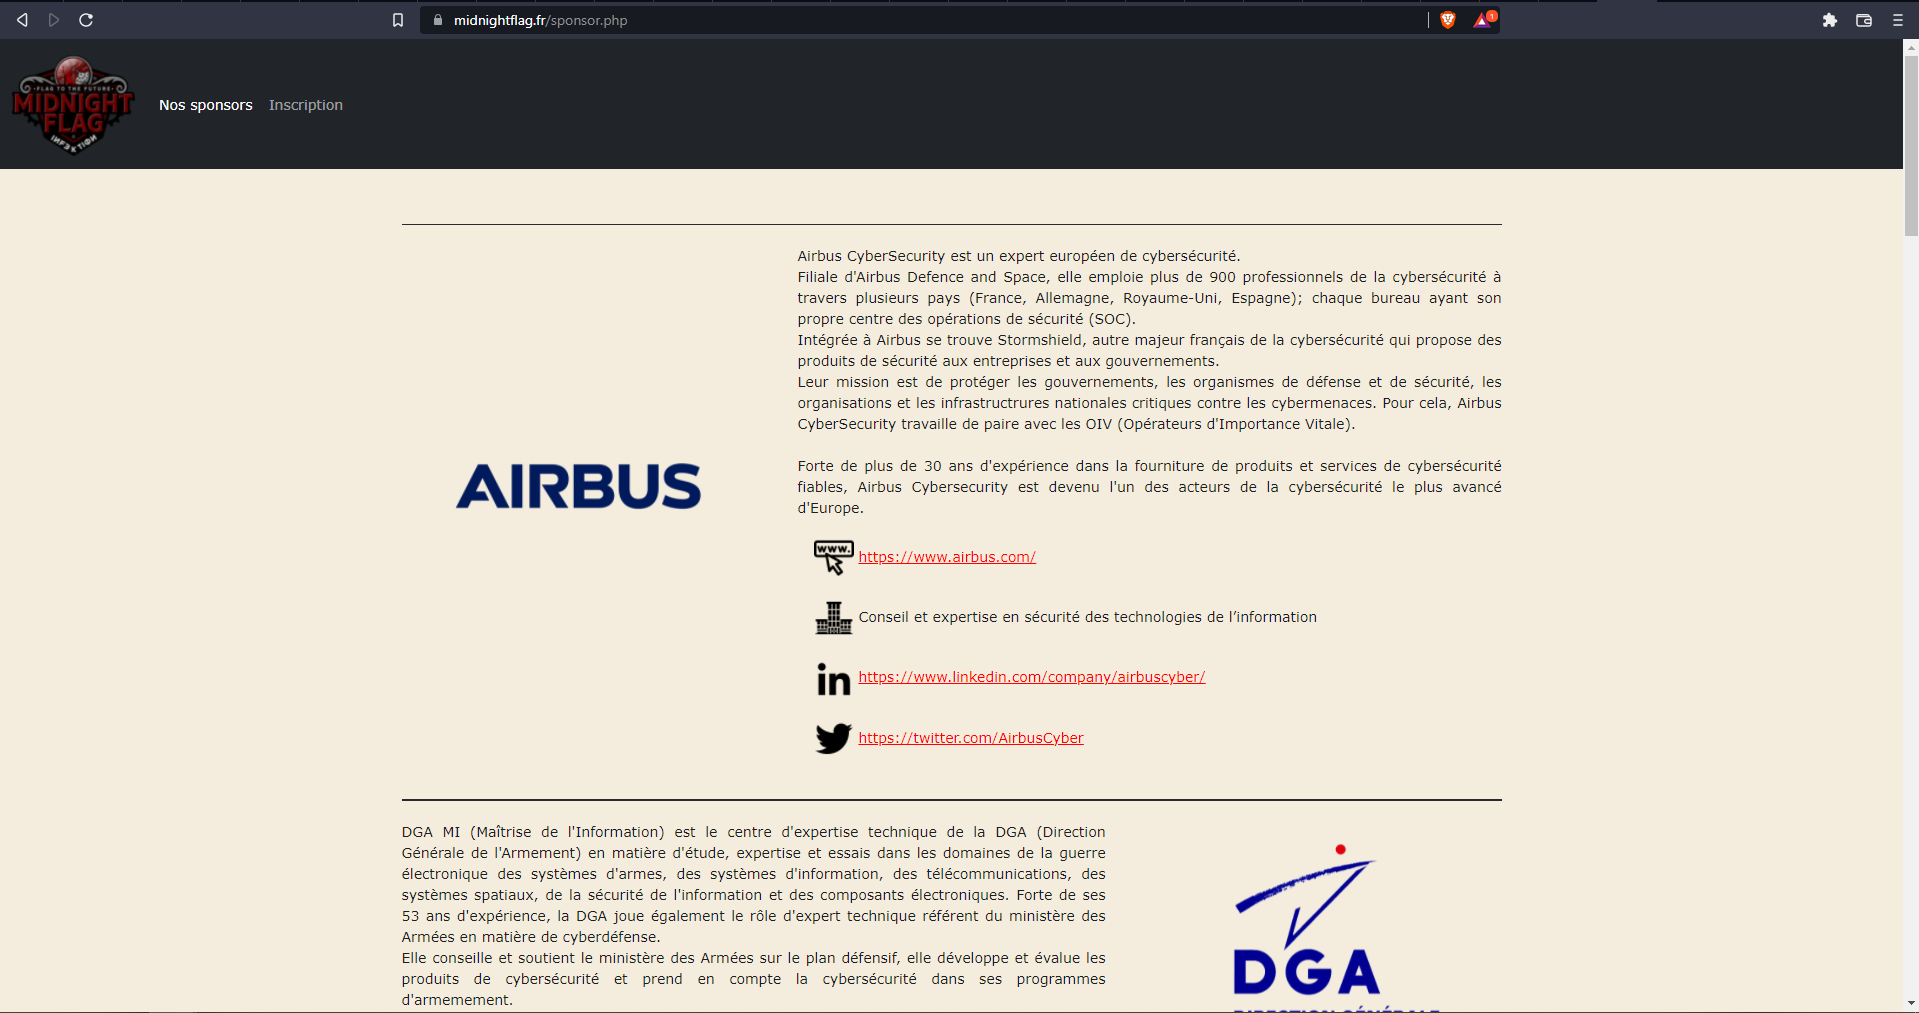 midnightflag.fr/sponsor.php
1
FLAG TO THE FUTURE
MIDNIGHT
FLAG
Nos sponsors
Inscription
Airbus CyberSecurity est un expert européen de cybersécurité.
Filiale d'Airbus Defence and Space, elle emploie plus de 900 professionnels de la cybersécurité à
travers plusieurs pays (France, Allemagne, Royaume-Uni, Espagne); chaque bureau ayant son
propre centre des opérations de sécurité (SOC).
Intégrée à Airbus se trouve Stormshield, autre majeur français de la cybersécurité qui propose des
produits de sécurité aux entreprises et aux gouvernements.
Leur mission est de protéger les gouvernements, les organismes de défense et de sécurité, les
organisations et les infrastructrures nationales critiques contre les cybermenaces. Pour cela, Airbus
CyberSecurity travaille de paire avec les OIV (Opérateurs d'Importance Vitale).
Forte de plus de 30 ans d'expérience dans la fourniture de produits et services de cybersécurité
fiables, Airbus Cybersecurity est devenu l'un des acteurs de la cybersécurité le plus avancé
d'Europe.
AIRBUS
www.
https://www.airbus.com/
Conseil et expertise en sécurité des technologies de l’information
in
https://www.linkedin.com/company/airbuscyber/
https://twitter.com/AirbusCyber
DGA MI (Maîtrise de l'Information) est le centre d'expertise technique de la DGA (Direction
Générale de l'Armement) en matière d'étude, expertise et essais dans les domaines de la guerre
électronique des systèmes d'armes, des systèmes d'information, des télécommunications, des
systèmes spatiaux, de la sécurité de l'information et des composants électroniques. Forte de ses
53 ans d'expérience, la DGA joue également le rôle d'expert technique référent du ministère des
Armées en matière de cyberdéfense.
Elle conseille et soutient le ministère des Armées sur le plan défensif, elle développe et évalue les
produits de cybersécurité et prend en compte la cybersécurité dans ses programmes
d'armemement.
DGA
DIRECTION GÉNÉRALE